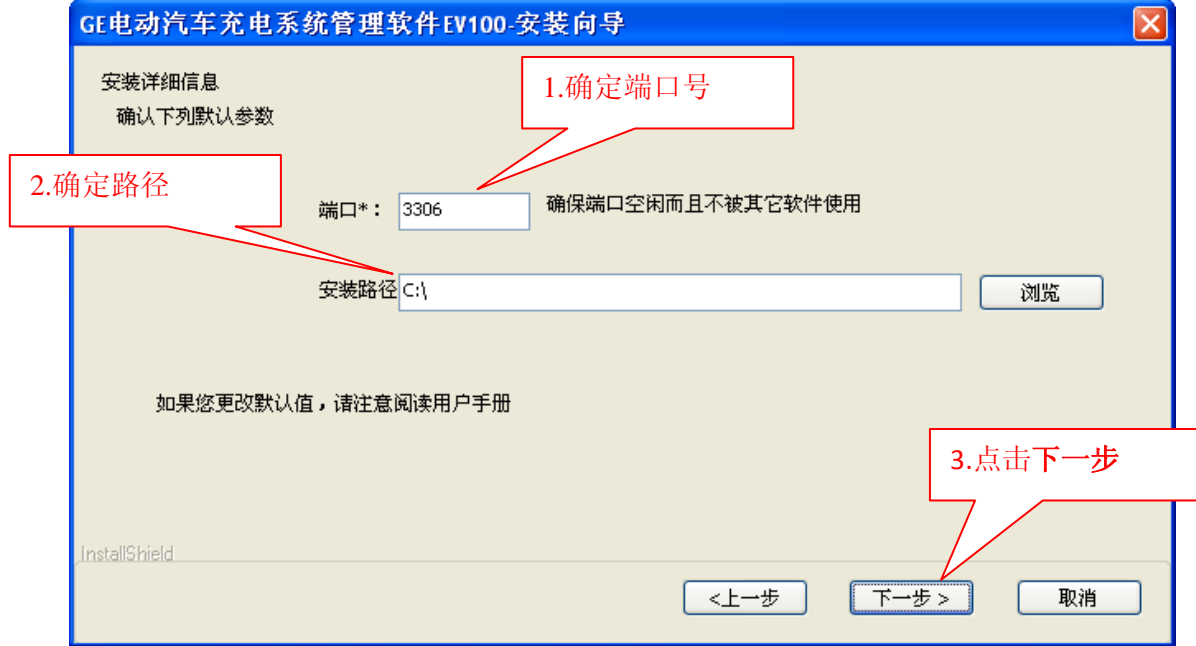 GE电动汽车充电系统管理软件EV100-安装向导
安装详细信息
确认下列默认参数
1.确定端口号
2.确定路径
端口*： 3306 确保端口空闲而且不被其它软件使用
安装路径 C:\ 浏览
如果您更改默认值，请注意阅读用户手册
3.点击下一步
InstallShield
<上一步 下一步 > 取消